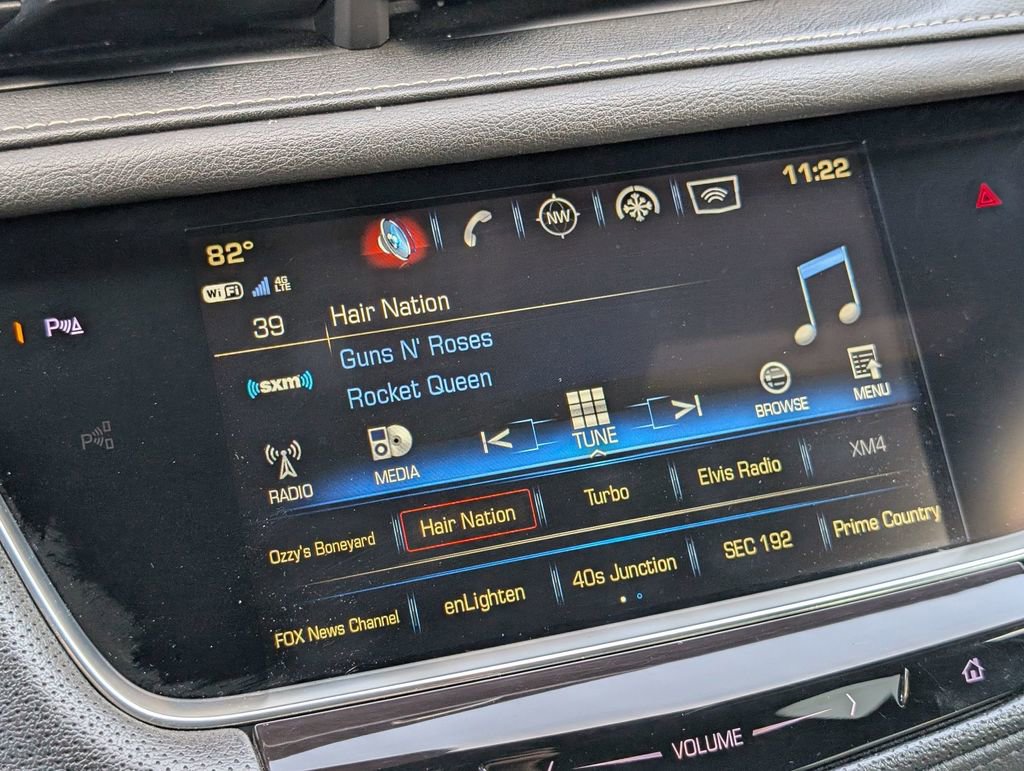 82°
NW
11:22
WiFi
4G
LTE
39
Hair Nation
P
((sxm))
Guns N' Roses
Rocket Queen
P
RADIO
MEDIA
TUNE
BROWSE
MENU
Ozzy's Boneyard
Hair Nation
Turbo
Elvis Radio
XM4
FOX News Channel
enLighten
40s Junction
SEC 192
Prime Country
VOLUME